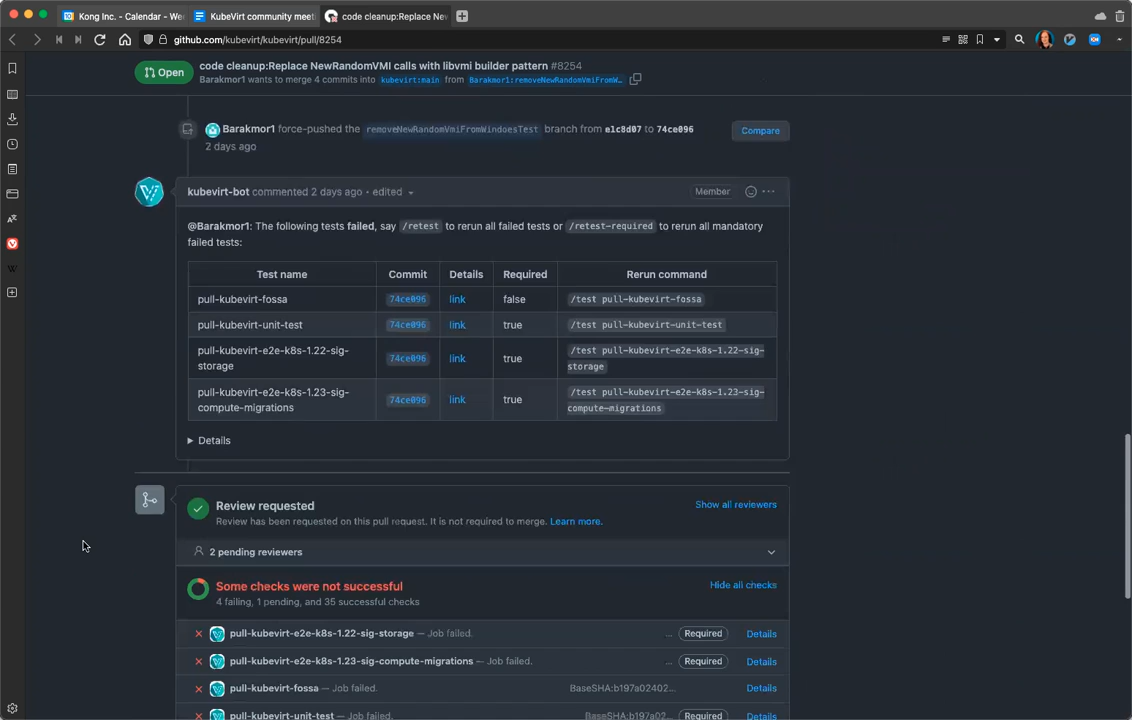 Kong Inc. - Calendar - We
KubeVirt community meeti
code cleanup:Replace Nev
github.com/kubevirt/kubevirt/pull/8254
Open
code cleanup:Replace NewRandomVMI calls with libvmi builder pattern #8254
Barakmor1 wants to merge 4 commits into kubevirt:main from Barakmor1:removeNewRandomVmiFromW…
Barakmor1 force-pushed the removeNewRandomVmiFromWindoesTest branch from e1c8d07 to 74ce096
2 days ago
Compare
kubevirt-bot commented 2 days ago • edited
Member
@Barakmor1: The following tests failed, say /retest to rerun all failed tests or /retest-required to rerun all mandatory
failed tests:
Test name Commit Details Required Rerun command
pull-kubevirt-fossa 74ce096 link false /test pull-kubevirt-fossa
pull-kubevirt-unit-test 74ce096 link true /test pull-kubevirt-unit-test
pull-kubevirt-e2e-k8s-1.22-sig-
storage
74ce096 link true
/test pull-kubevirt-e2e-k8s-1.22-sig-
storage
pull-kubevirt-e2e-k8s-1.23-sig-
compute-migrations
74ce096 link true
/test pull-kubevirt-e2e-k8s-1.23-sig-
compute-migrations
Details
Review requested
Show all reviewers
Review has been requested on this pull request. It is not required to merge. Learn more.
2 pending reviewers
Some checks were not successful
Hide all checks
4 failing, 1 pending, and 35 successful checks
pull-kubevirt-e2e-k8s-1.22-sig-storage — Job failed. ... Required Details
pull-kubevirt-e2e-k8s-1.23-sig-compute-migrations — Job failed. ... Required Details
pull-kubevirt-fossa — Job failed. BaseSHA:b197a02402... Details
pull-kubevirt-unit-test — Job failed. BaseSHA:b197a02... Required Details